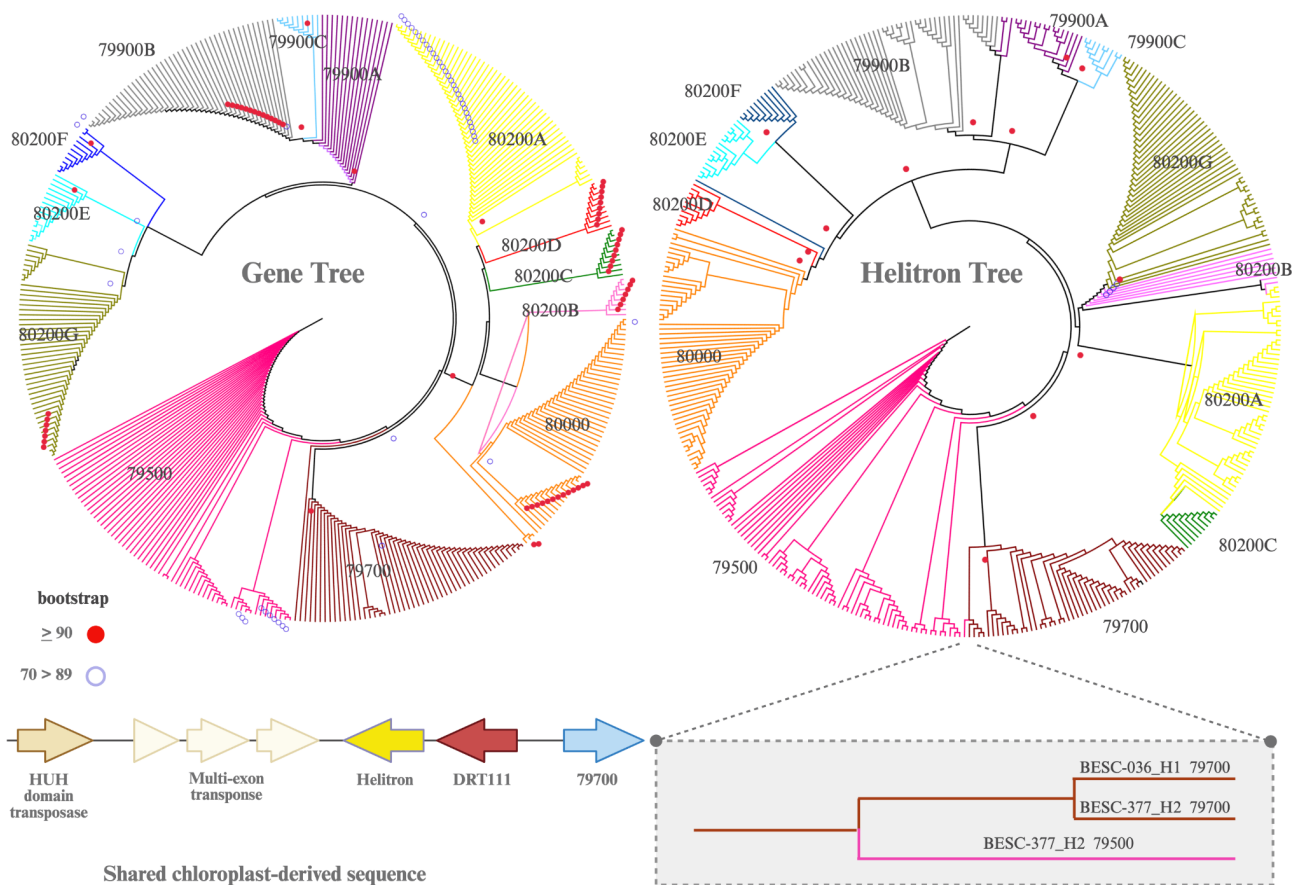 79900B
79900C
79900A
80200F
80200A
80200E
80200D
80200C
80200B
80200G
Gene Tree
80000
79500
79700
79900A
79900C
79900B
80200F
80200E
80200G
80200D
80200B
Helitron Tree
80000
80200A
80200C
79500
79700
bootstrap
≥ 90
70 > 89
HUH
domain
transposase
Multi-exon
transponse
Helitron
DRT111
79700
Shared chloroplast-derived sequence
BESC-036_H1 79700
BESC-377_H2 79700
BESC-377_H2 79500